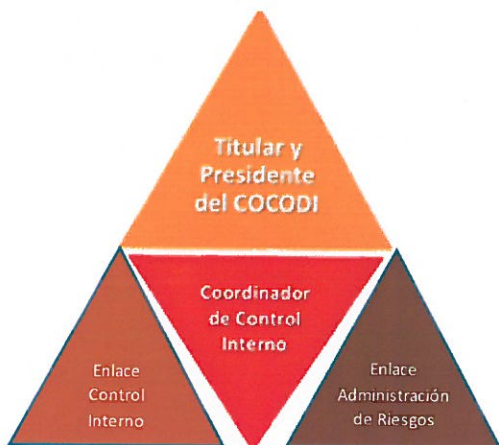 Titular y
Presidente
del COCODI
Coordinador
de Control
Interno
Enlace
Control
Interno
Enlace
Administración
de Riesgos